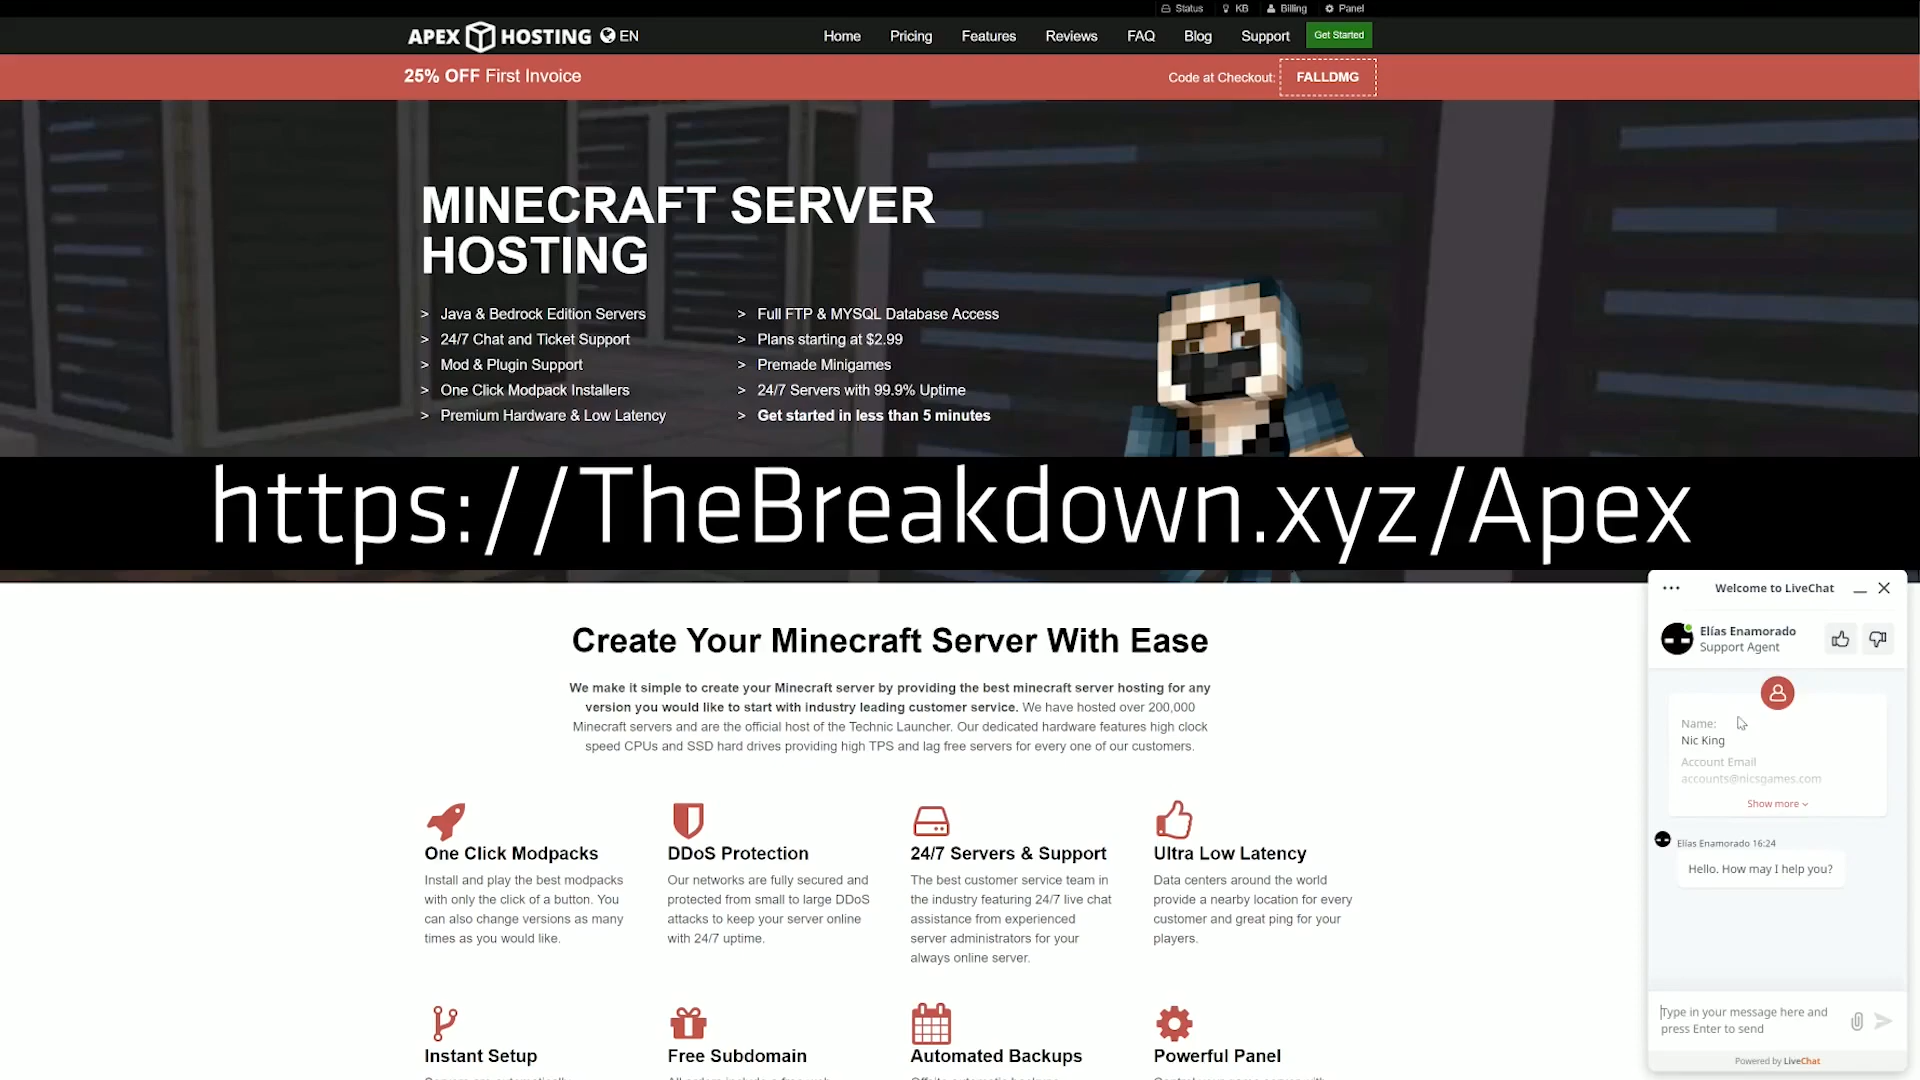 Status KB Billing Panel
APEX HOSTING EN
Home Pricing Features Reviews FAQ Blog Support Get Started
25% OFF First Invoice
Code at Checkout: FALLDMG
MINECRAFT SERVER
HOSTING
> Java & Bedrock Edition Servers
> 24/7 Chat and Ticket Support
> Mod & Plugin Support
> One Click Modpack Installers
> Premium Hardware & Low Latency
> Full FTP & MYSQL Database Access
> Plans starting at $2.99
> Premade Minigames
> 24/7 Servers with 99.9% Uptime
> Get started in less than 5 minutes
https://TheBreakdown.xyz/Apex
Create Your Minecraft Server With Ease
We make it simple to create your Minecraft server by providing the best minecraft server hosting for any
version you would like to start with industry leading customer service. We have hosted over 200,000
Minecraft servers and are the official host of the Technic Launcher. Our dedicated hardware features high clock
speed CPUs and SSD hard drives providing high TPS and lag free servers for every one of our customers.
One Click Modpacks
Install and play the best modpacks
with only the click of a button. You
can also change versions as many
times as you would like.
DDoS Protection
Our networks are fully secured and
protected from small to large DDoS
attacks to keep your server online
with 24/7 uptime.
24/7 Servers & Support
The best customer service team in
the industry featuring 24/7 live chat
assistance from experienced
server administrators for your
always online server.
Ultra Low Latency
Data centers around the world
provide a nearby location for every
customer and great ping for your
players.
Instant Setup
Free Subdomain
Automated Backups
Powerful Panel
Welcome to LiveChat
Elías Enamorado
Support Agent
Name:
Nic King
Account Email
accounts@nicsgames.com
Show more
Elías Enamorado 16:24
Hello. How may I help you?
Type in your message here and
press Enter to send
Powered by LiveChat